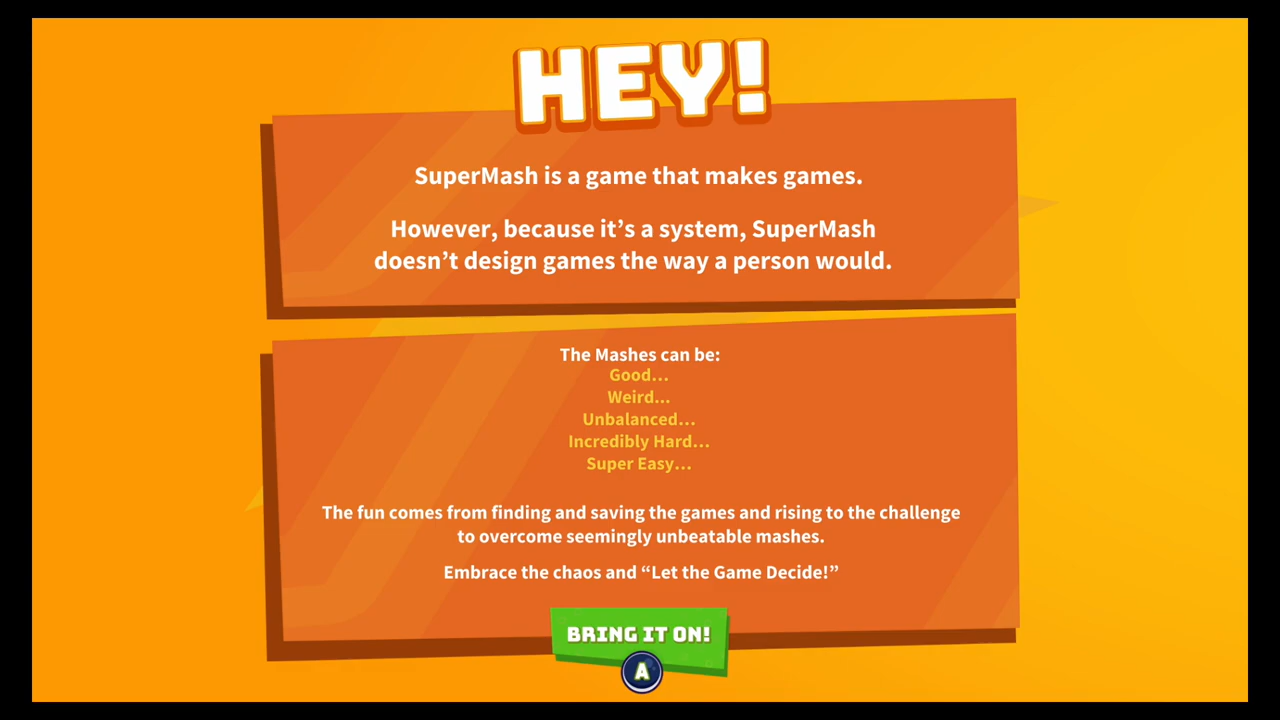 HEY!
SuperMash is a game that makes games.
However, because it’s a system, SuperMash
doesn’t design games the way a person would.
The Mashes can be:
Good...
Weird...
Unbalanced...
Incredibly Hard...
Super Easy...
The fun comes from finding and saving the games and rising to the challenge
to overcome seemingly unbeatable mashes.
Embrace the chaos and “Let the Game Decide!”
BRING IT ON!
A